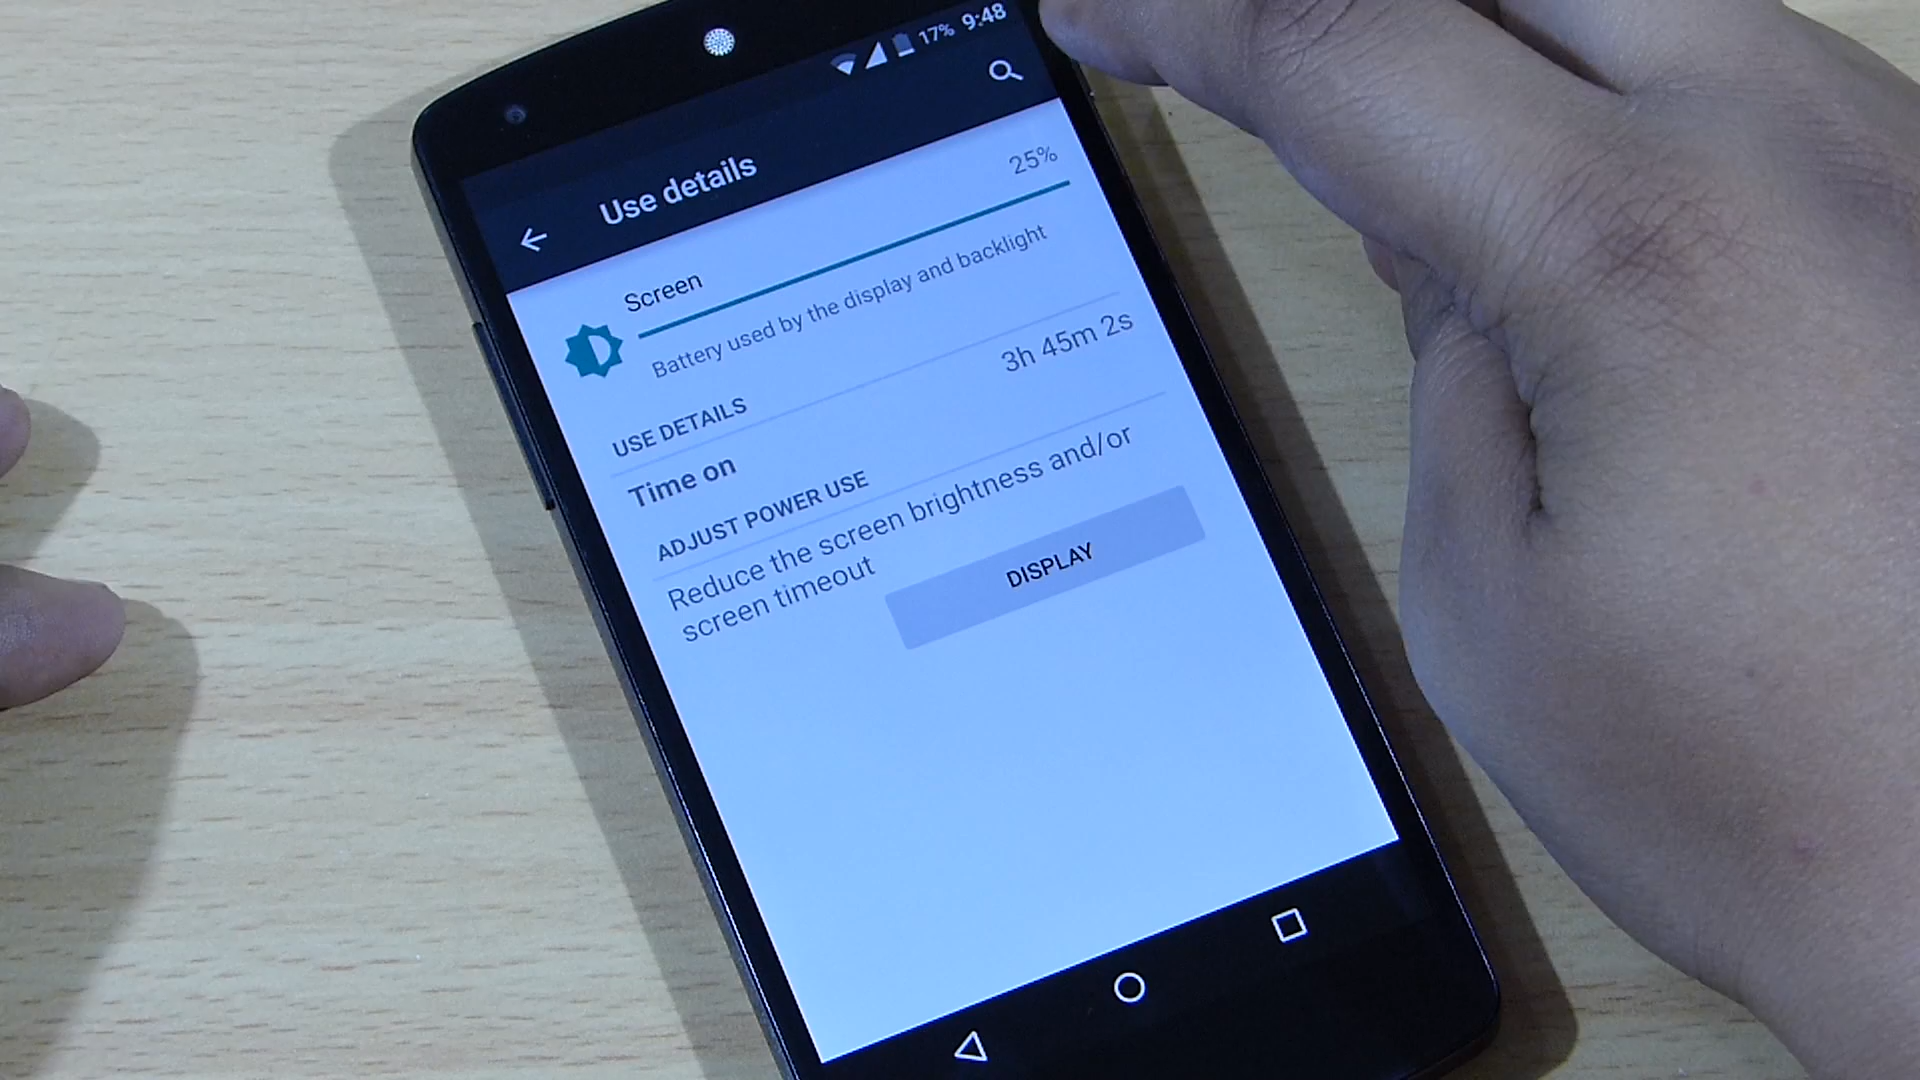 17% 9:48
Use details
Screen 25%
Battery used by the display and backlight
USE DETAILS
Time on 3h 45m 2s
ADJUST POWER USE
Reduce the screen brightness and/or
screen timeout
DISPLAY